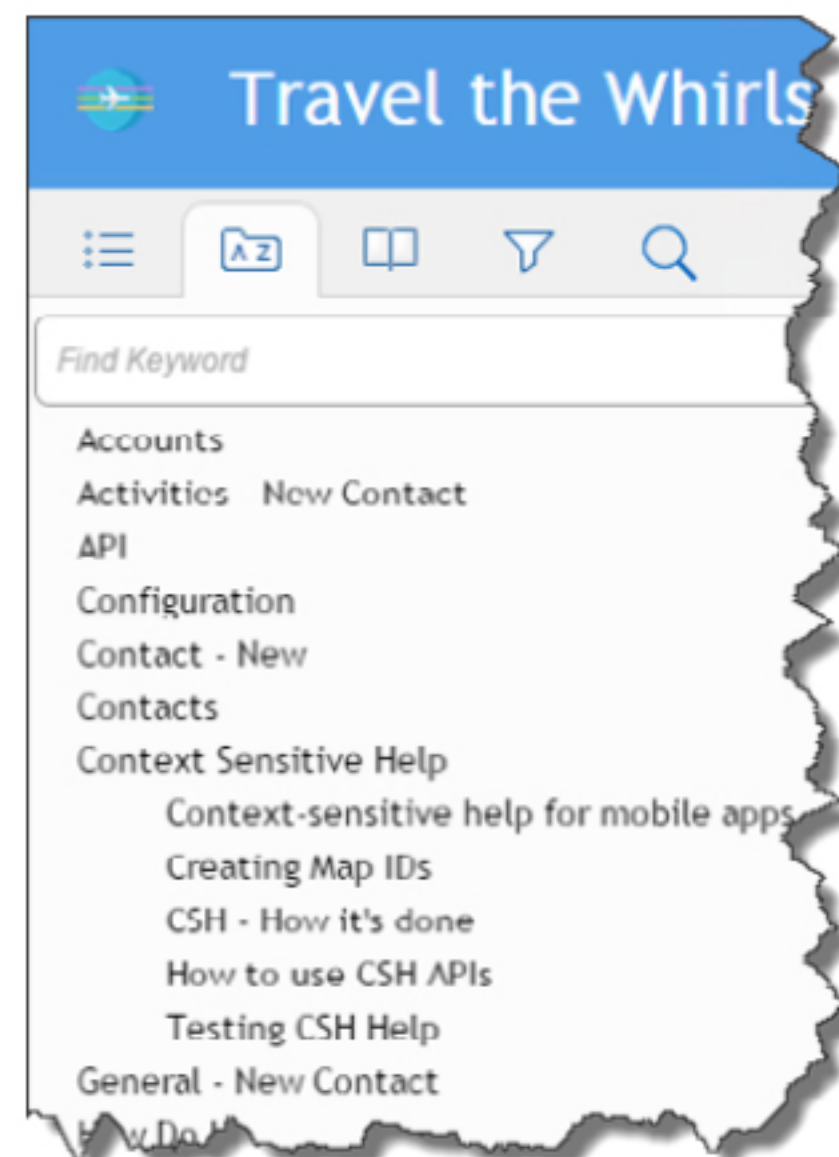 Travel the Whirls
A Z
Find Keyword
Accounts
Activities New Contact
API
Configuration
Contact - New
Contacts
Context Sensitive Help
Context-sensitive help for mobile apps
Creating Map IDs
CSH - How it's done
How to use CSH APIs
Testing CSH Help
General - New Contact
How Do